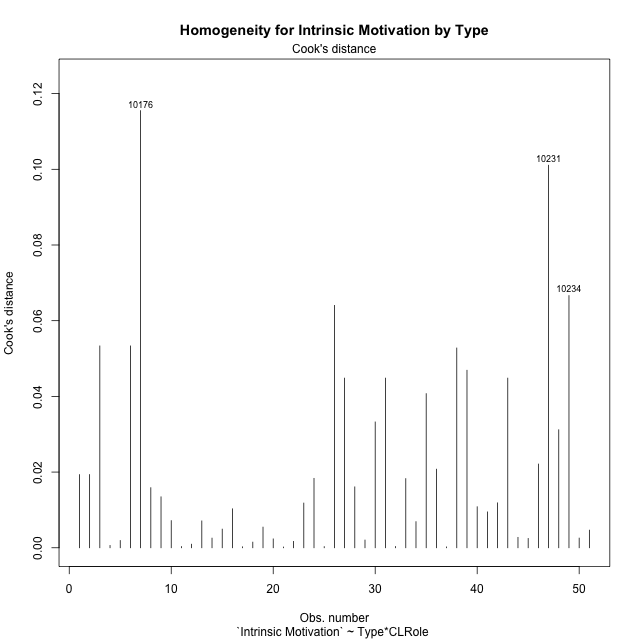 Homogeneity for Intrinsic Motivation by Type
Cook's distance
Cook's distance
0.12
0.10
0.08
0.06
0.04
0.02
0.00
10176
10231
10234
0 10 20 30 40 50
Obs. number
`Intrinsic Motivation` ~ Type*CLRole